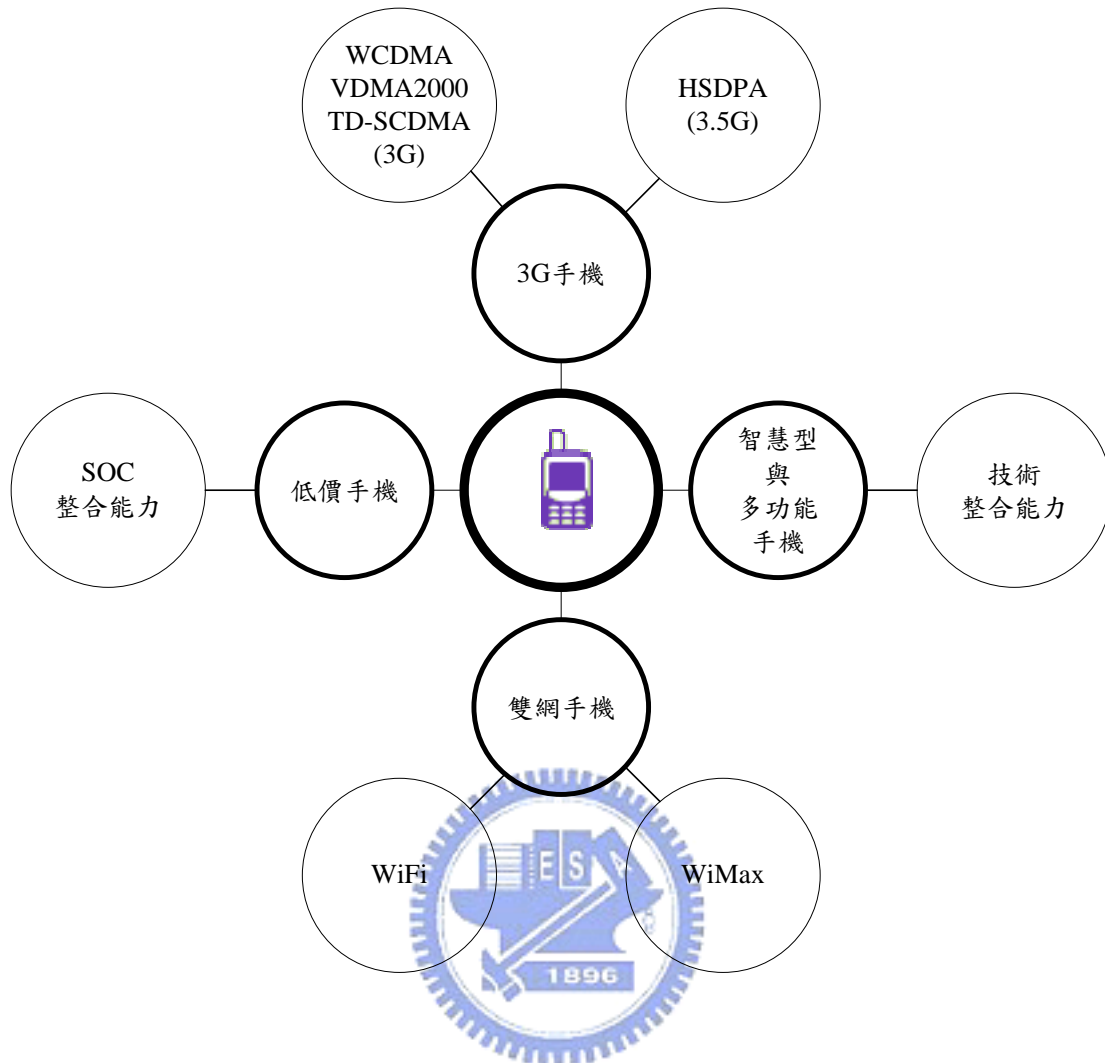 WCDMA
VDMA2000
TD-SCDMA
(3G)
HSDPA
(3.5G)
3G手機
SOC
整合能力
低價手機
智慧型
與
多功能
手機
技術
整合能力
雙網手機
WiFi
WiMax
ES
1896